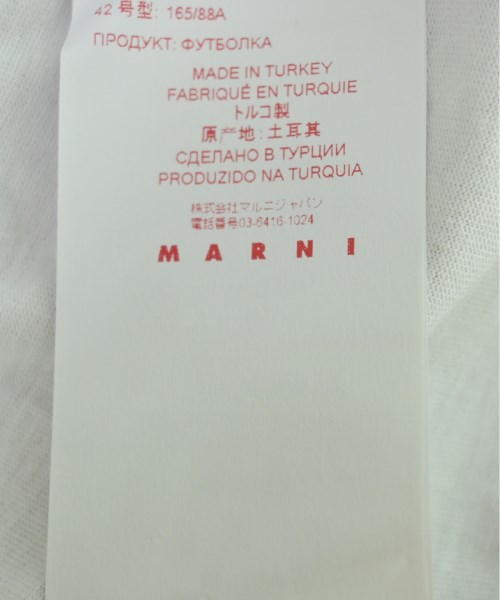 42 号型: 165/88A
ПРОДУКТ: ФУТБОЛКА
MADE IN TURKEY
FABRIQUÉ EN TURQUIE
トルコ製
原产地: 土耳其
СДЕЛАНО В ТУРЦИИ
PRODUZIDO NA TURQUIA
株式会社マルニジャパン
電話番号03-6416-1024
MARNI